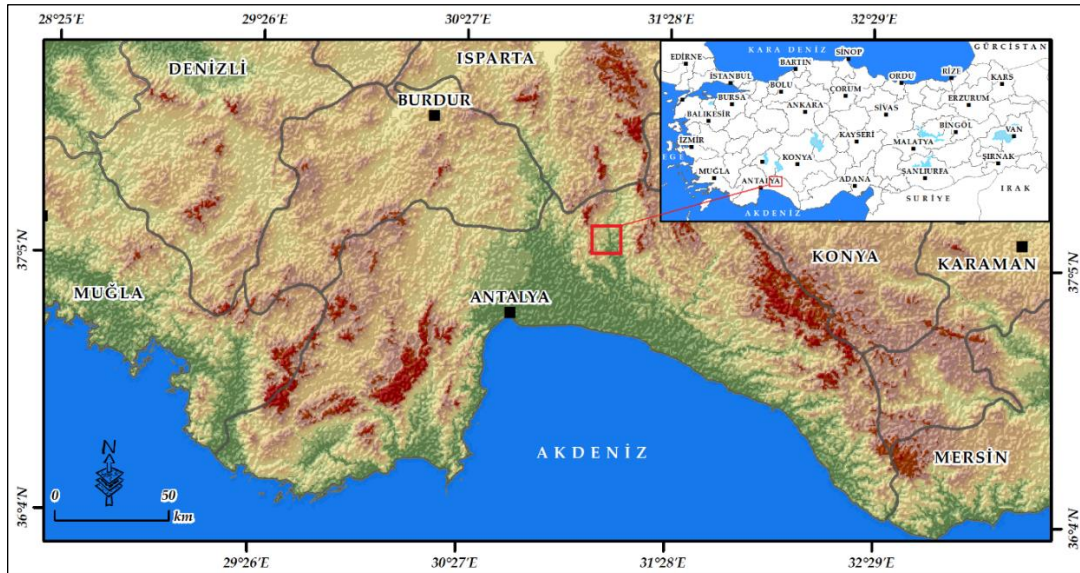 28°25'E 29°26'E 30°27'E 31°28'E 32°29'E
DENİZLİ
ISPARTA
BURDUR
KARA DENİZ
SİNOP
GÜRCİSTAN
EDİRNE
BARTIN
İSTANBUL
BOLU
ORDU
RİZE
KARS
BURSA
ÇORUM
ANKARA
SİVAS
ERZURUM
BALIKESİR
BİNGÖL
VAN
İZMİR
KAYSERİ
MALATYA
EGE
KONYA
ŞIRNAK
MUĞLA
ANTALYA
ADANA
ŞANLIURFA
IRAK
SURİYE
AKDENİZ
37°5'N
37°5'N
KONYA
KARAMAN
MUĞLA
ANTALYA
AKDENİZ
MERSİN
N
0 50
km
36°4'N
36°4'N
29°26'E 30°27'E 31°28'E 32°29'E